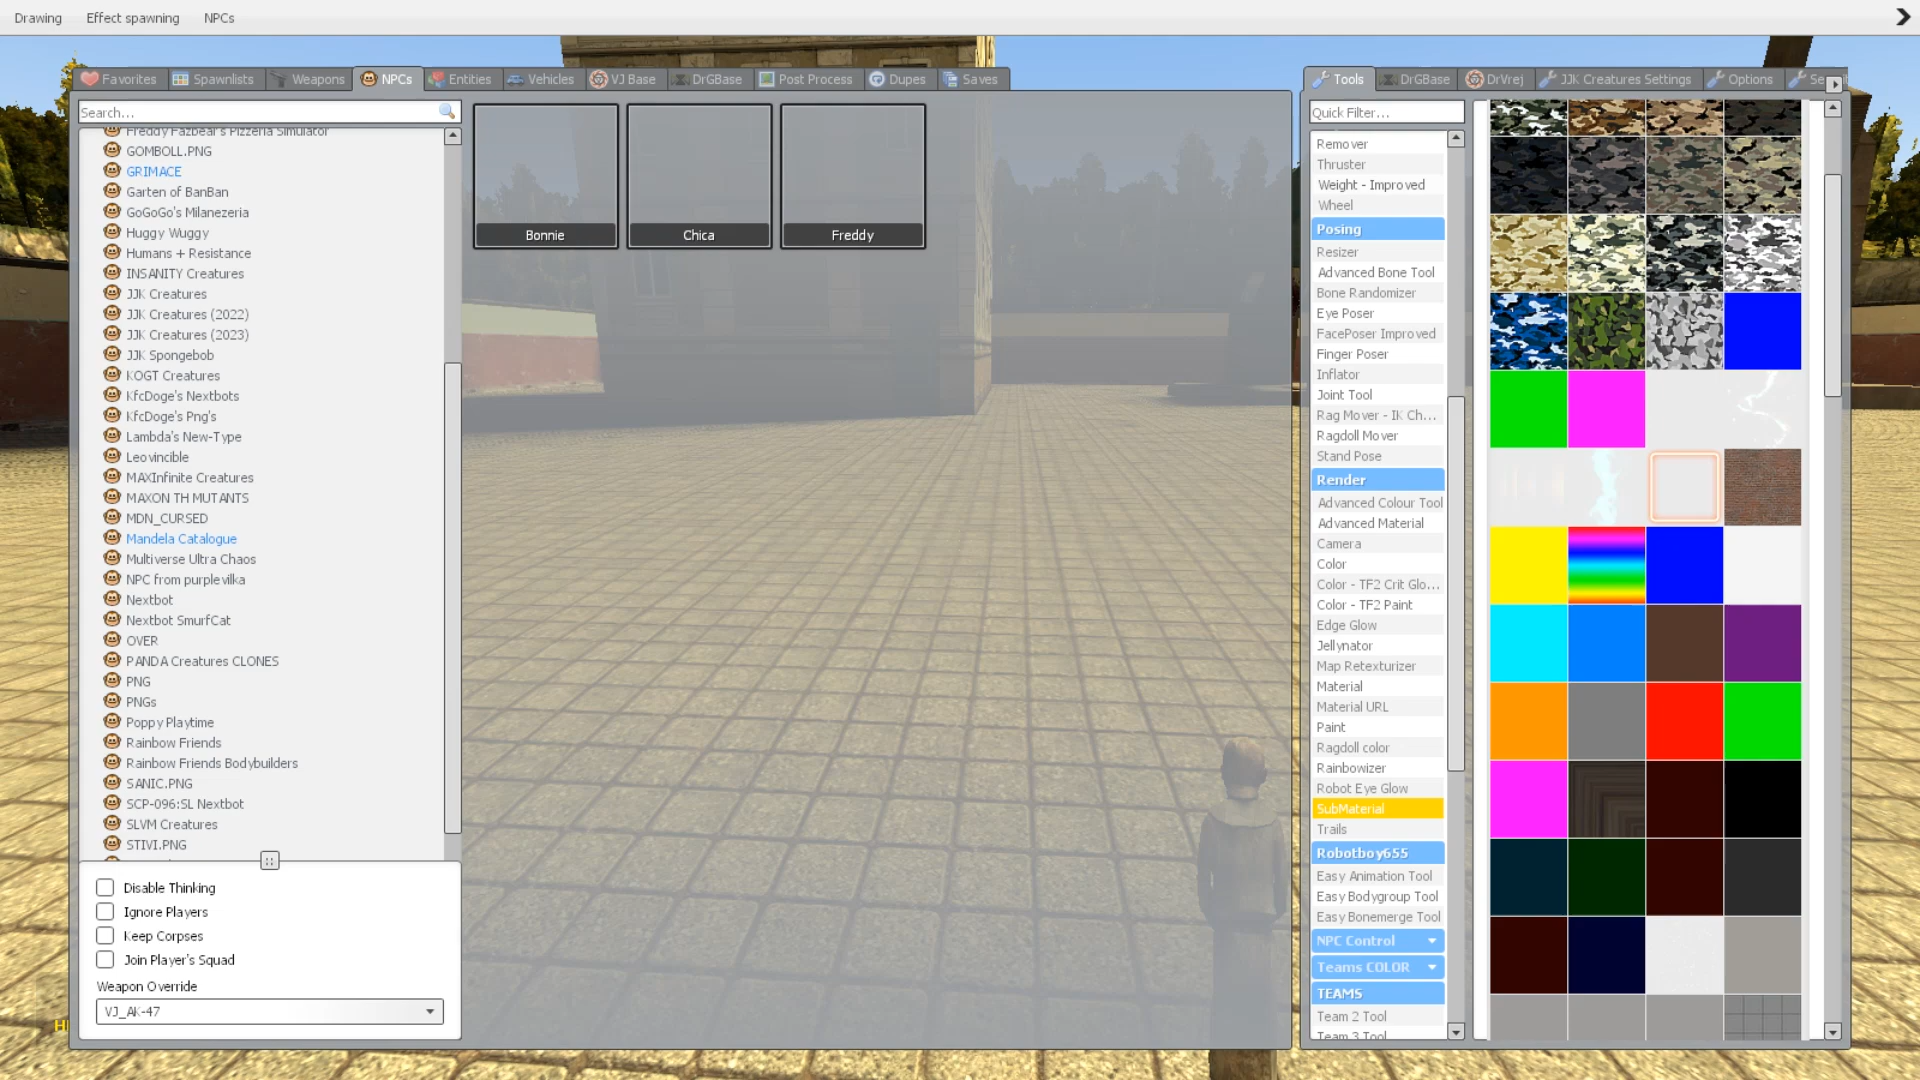 Drawing Effect spawning NPCs
Favorites Spawnlists Weapons NPCs Entities Vehicles VJ Base DrGBase Post Process Dupes Saves
Search...
Freddy Fazbear's Pizzeria Simulator
GOMBOLL.PNG
GRIMACE
Garten of BanBan
GoGoGo's Milanezeria
Huggy Wuggy
Humans + Resistance
INSANITY Creatures
JJK Creatures
JJK Creatures (2022)
JJK Creatures (2023)
JJK Spongebob
KOGT Creatures
KfcDoge's Nextbots
KfcDoge's Png's
Lambda's New-Type
Leovincible
MAXInfinite Creatures
MAXON TH MUTANTS
MDN_CURSED
Mandela Catalogue
Multiverse Ultra Chaos
NPC from purplevilka
Nextbot
Nextbot SmurfCat
OVER
PANDA Creatures CLONES
PNG
PNGs
Poppy Playtime
Rainbow Friends
Rainbow Friends Bodybuilders
SANIC.PNG
SCP-096:SL Nextbot
SLVM Creatures
STIVI.PNG
Disable Thinking
Ignore Players
Keep Corpses
Join Player's Squad
Weapon Override
VJ_AK-47
Bonnie Chica Freddy
Tools DrGBase DrVrej JJK Creatures Settings Options Se
Quick Filter...
Remover
Thruster
Weight - Improved
Wheel
Posing
Resizer
Advanced Bone Tool
Bone Randomizer
Eye Poser
FacePoser Improved
Finger Poser
Inflator
Joint Tool
Rag Mover - IK Ch...
Ragdoll Mover
Stand Pose
Render
Advanced Colour Tool
Advanced Material
Camera
Color
Color - TF2 Crit Glo...
Color - TF2 Paint
Edge Glow
Jellynator
Map Retexturizer
Material
Material URL
Paint
Ragdoll color
Rainbowizer
Robot Eye Glow
SubMaterial
Trails
Robotboy655
Easy Animation Tool
Easy Bodygroup Tool
Easy Bonemerge Tool
NPC Control
Teams COLOR
TEAMS
Team 2 Tool
Team 3 Tool